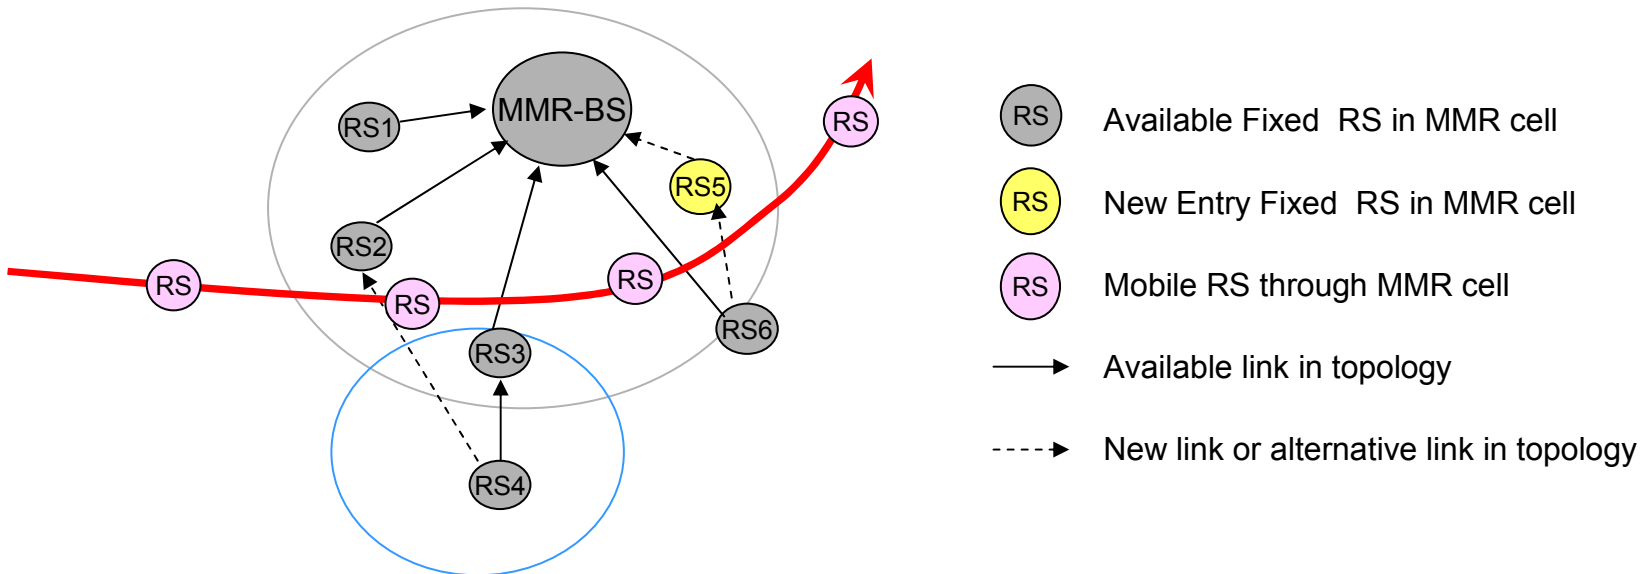 MMR-BS
RS1
RS
RS5
RS2
RS
RS
RS
RS3
RS6
RS4
RS Available Fixed RS in MMR cell
RS New Entry Fixed RS in MMR cell
RS Mobile RS through MMR cell
Available link in topology
New link or alternative link in topology